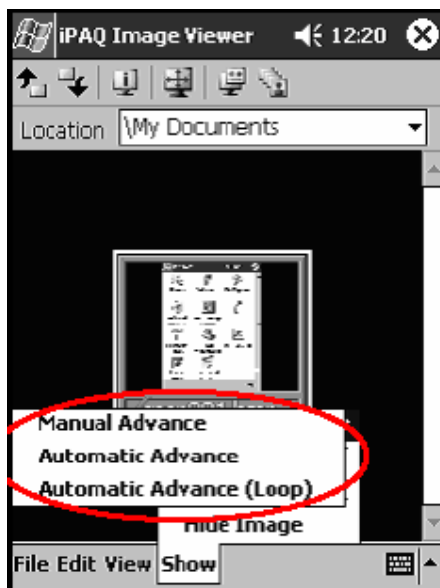 iPAQ Image Viewer 12:20
Location \My Documents
Manual Advance
Automatic Advance
Automatic Advance (Loop)
Hide Image
File Edit View Show